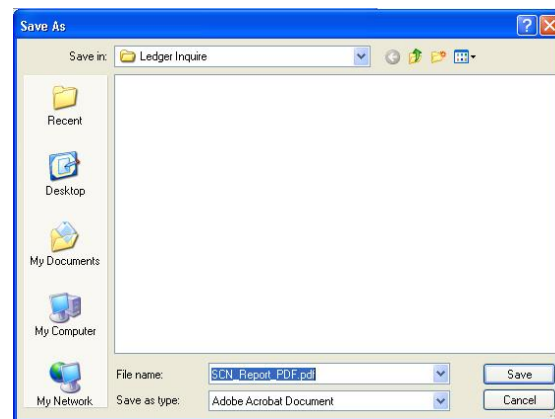 Save As
Save in: Ledger Inquire
Recent
Desktop
My Documents
My Computer
My Network
File name: SCN_Report_PDF.pdf Save
Save as type: Adobe Acrobat Document Cancel